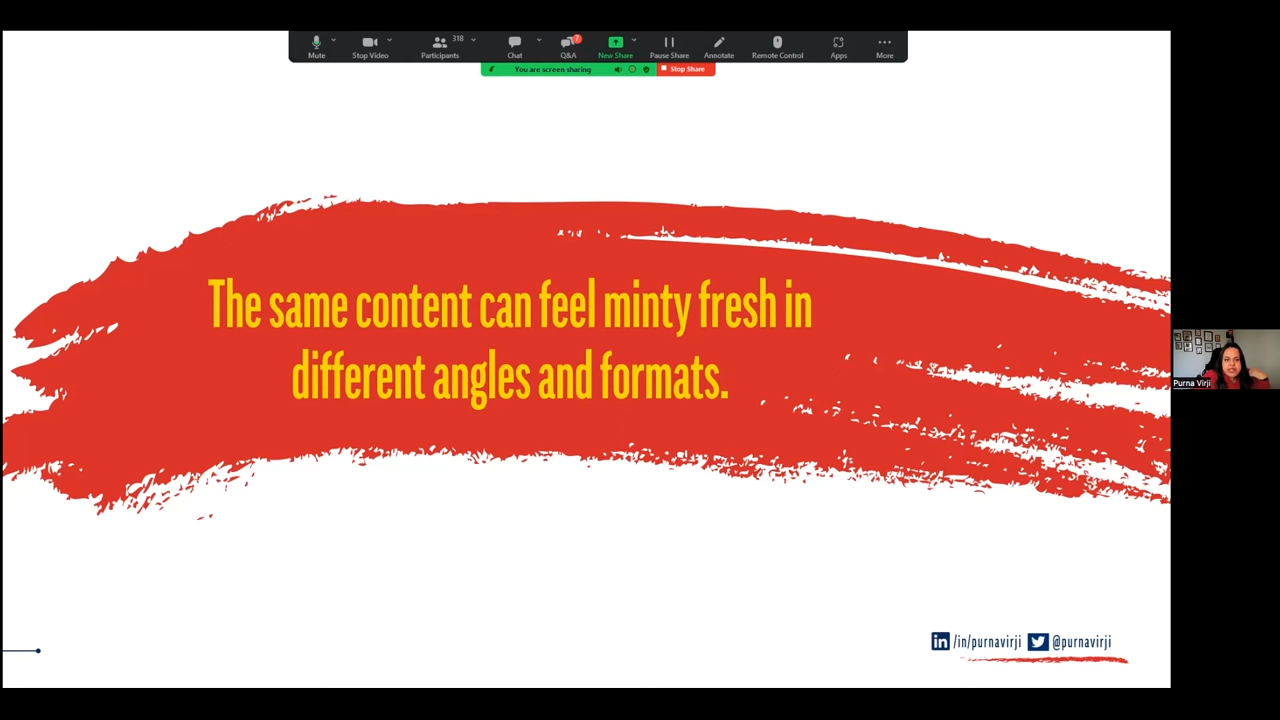 Mute
Stop Video
Participants
318
Chat
Q&A
7
New Share
Pause Share
Annotate
Remote Control
Apps
More
You are screen sharing
Stop Share
The same content can feel minty fresh in
different angles and formats.
Purna Virji
in /in/purnavirji @purnavirji